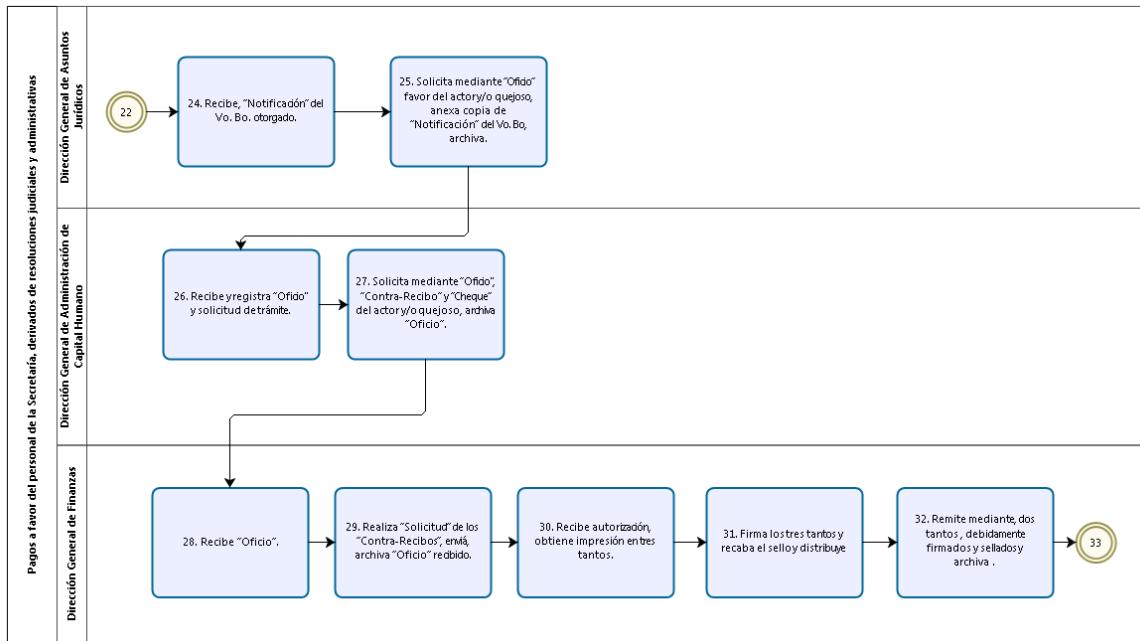 Pagos a favor del personal de la Secretaría, derivados de resoluciones judiciales y administrativas
Dirección General de Asuntos
Jurídicos
22
24. Recibe, "Notificación" del
Vo. Bo. otorgado.
25. Solicita mediante "Oficio"
favor del actor y/o quejoso,
anexa copia de
"Notificación" del Vo. Bo,
archiva.
Dirección General de Administración de
Capital Humano
26. Recibe y registra "Oficio"
y solicitud de trámite.
27. Solicita mediante "Oficio",
"Contra-Recibo" y "Cheque"
del actor y/o quejoso, archiva
"Oficio".
Dirección General de Finanzas
28. Recibe "Oficio".
29. Realiza "Solicitud" de los
"Contra-Recibos", enviá,
archiva "Oficio" recibido.
30. Recibe autorización,
obtiene impresión en tres
tantos.
31. Firma los tres tantos y
recaba el sello y distribuye
32. Remite mediante, dos
tantos , debidamente
firmados y sellados y
archiva .
33